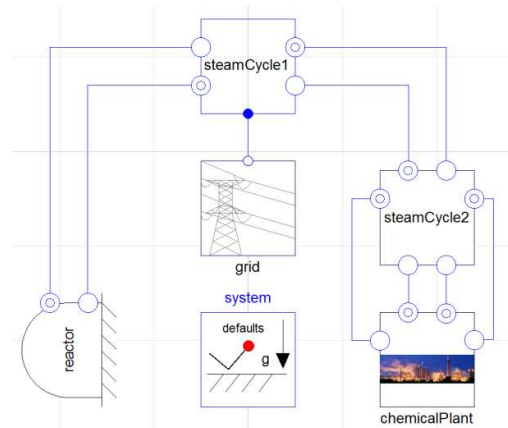 steamCycle1
steamCycle2
grid
system
defaults
g
reactor
chemicalPlant